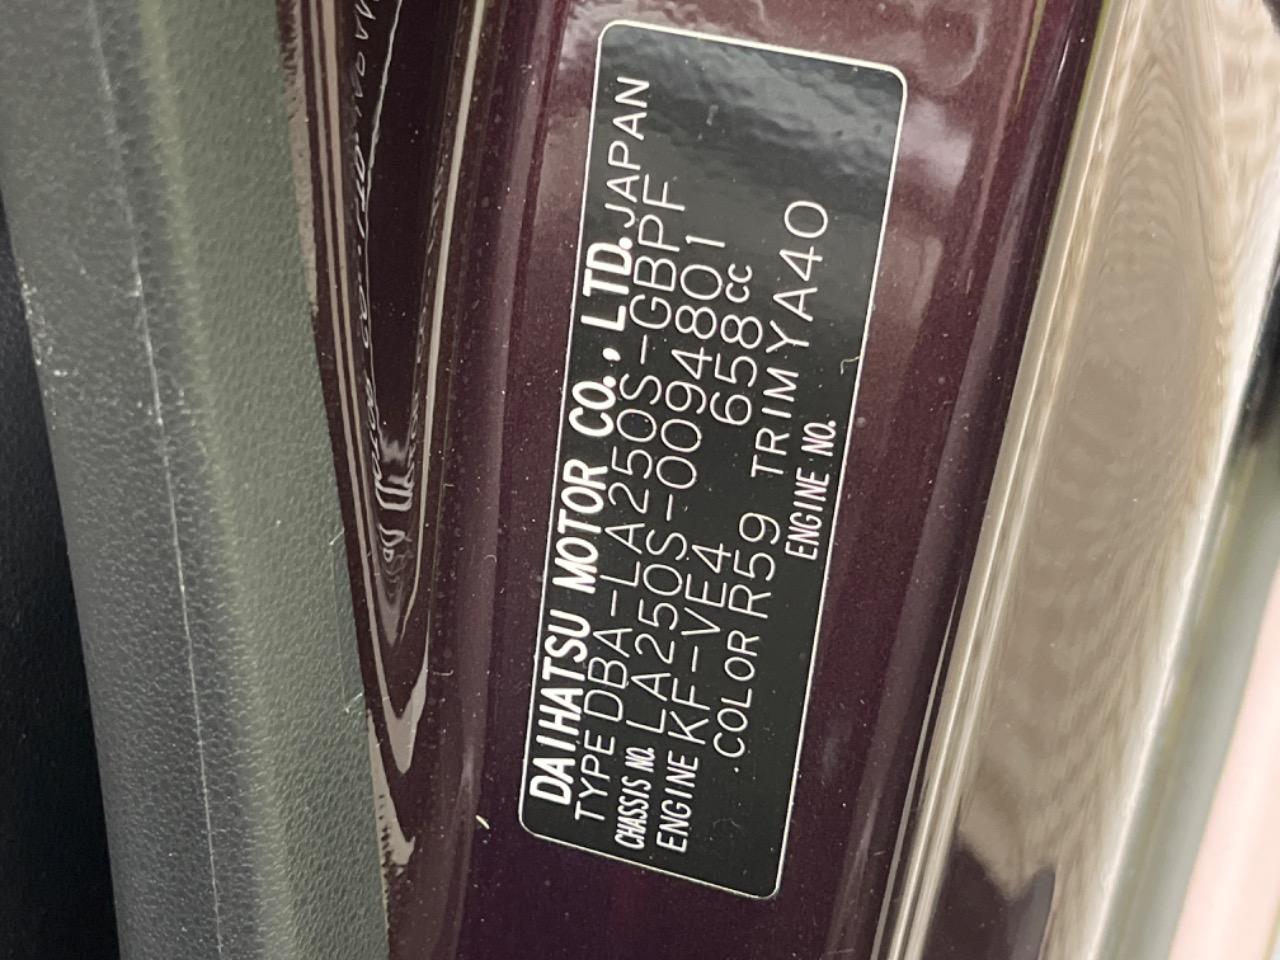 DAIHATSU MOTOR CO., LTD. JAPAN
TYPE DBA-LA250S-GBPF
CHASSIS NO. LA250S-0094801
ENGINE KF-VE4 658cc
COLOR R59 TRIM YA40
ENGINE NO.